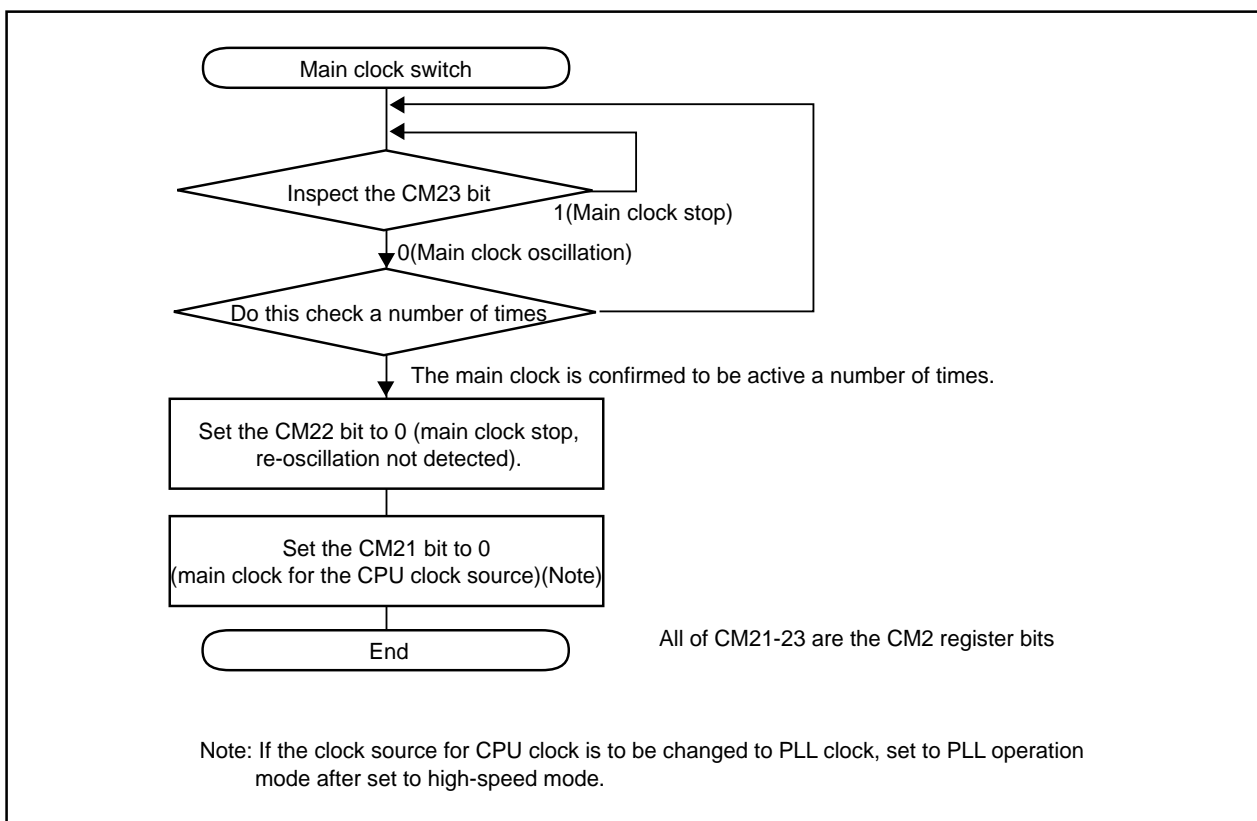 Main clock switch
Inspect the CM23 bit
1(Main clock stop)
0(Main clock oscillation)
Do this check a number of times
The main clock is confirmed to be active a number of times.
Set the CM22 bit to 0 (main clock stop,
re-oscillation not detected).
Set the CM21 bit to 0
(main clock for the CPU clock source)(Note)
End
All of CM21-23 are the CM2 register bits
Note: If the clock source for CPU clock is to be changed to PLL clock, set to PLL operation
mode after set to high-speed mode.